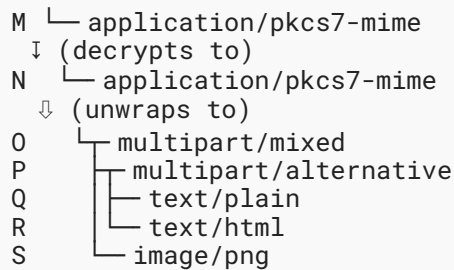 M └─ application/pkcs7-mime
 ↧ (decrypts to)
N  └─ application/pkcs7-mime
  ⇩ (unwraps to)
O   └┬─ multipart/mixed
P    ├┬─ multipart/alternative
Q    │├─ text/plain
R    │└─ text/html
S    └─ image/png